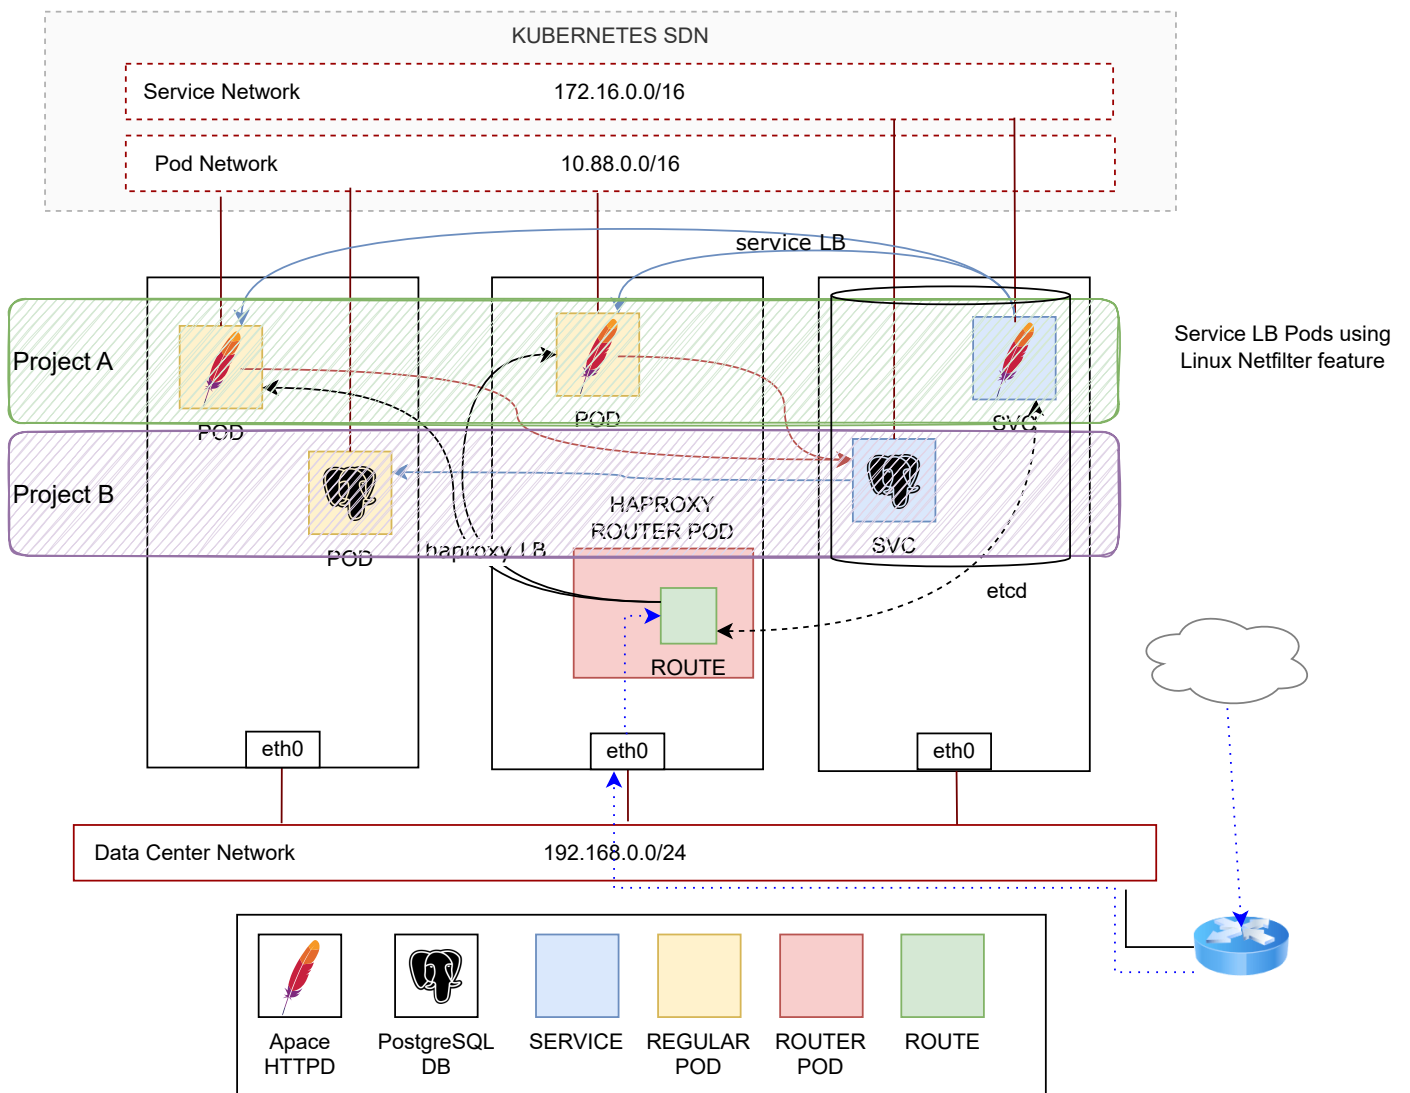 KUBERNETES SDN
Service Network
172.16.0.0/16
Pod Network
10.88.0.0/16
service LB
Service LB Pods using
Linux Netfilter feature
Project A
POD
POD
SVC
Project B
HAPROXY
ROUTER POD
POD
haproxy LB
SVC
etcd
ROUTE
eth0
eth0
eth0
Data Center Network
192.168.0.0/24
Apace
HTTPD
PostgreSQL
DB
SERVICE
REGULAR
POD
ROUTER
POD
ROUTE